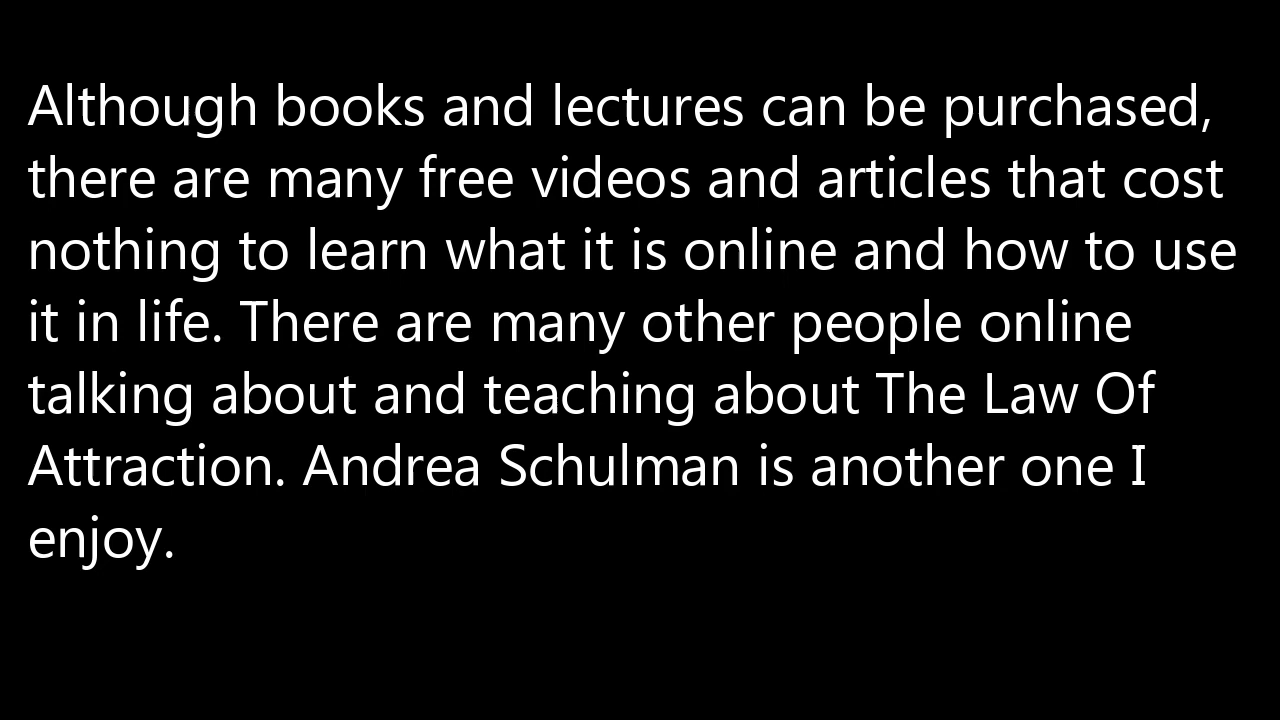 Although books and lectures can be purchased,
there are many free videos and articles that cost
nothing to learn what it is online and how to use
it in life. There are many other people online
talking about and teaching about The Law Of
Attraction. Andrea Schulman is another one I
enjoy.